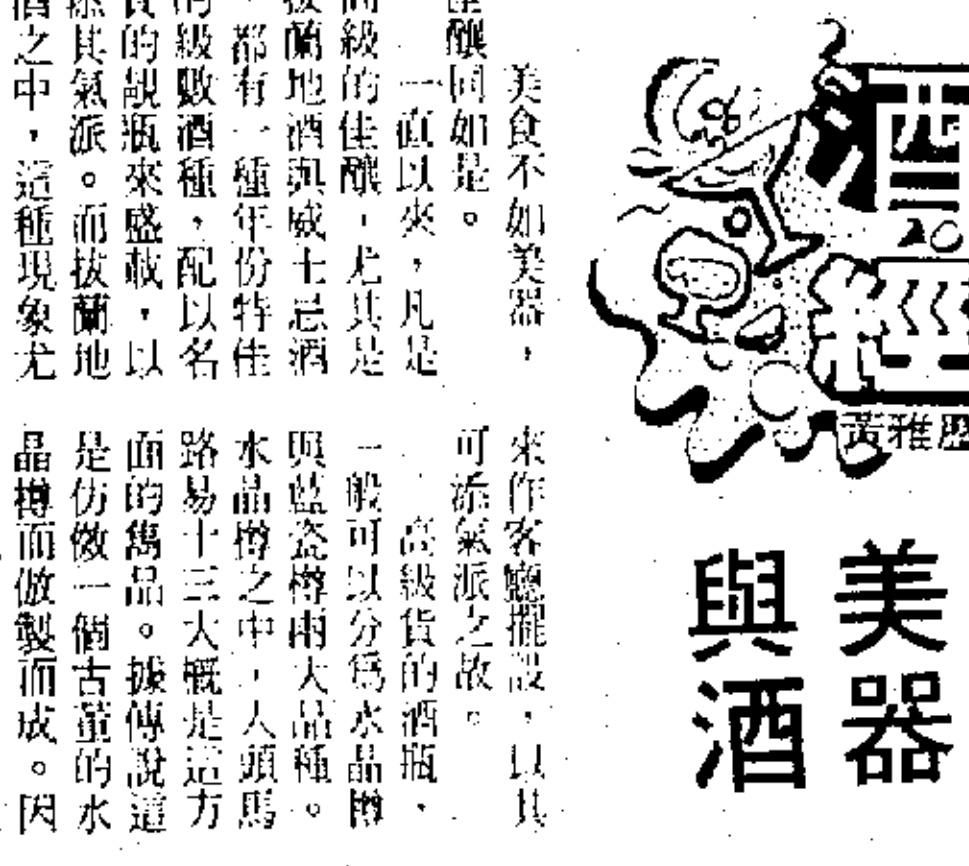 酒經
20
黃雅歷
美器
與酒
美食不如美器，
釀同如是。
一直以來，凡是
級的佳釀，尤其是
蘭地酒與威士忌酒
，都有一種年份特佳
的級數酒種，配以名
貴的靚瓶來盛載，以
添其氣派。而拔蘭地
酒之中，這種現象尤
來作客廳擺設，以其
可添氣派之故。
高級貨的酒瓶，
一般可以分為水晶樽
與藍瓷樽兩大品種。
水晶樽之中，人頭馬
路易十三大概是這方
面的雋品。據傳說這
是仿傚一個古董的水
晶樽而倣製而成。因